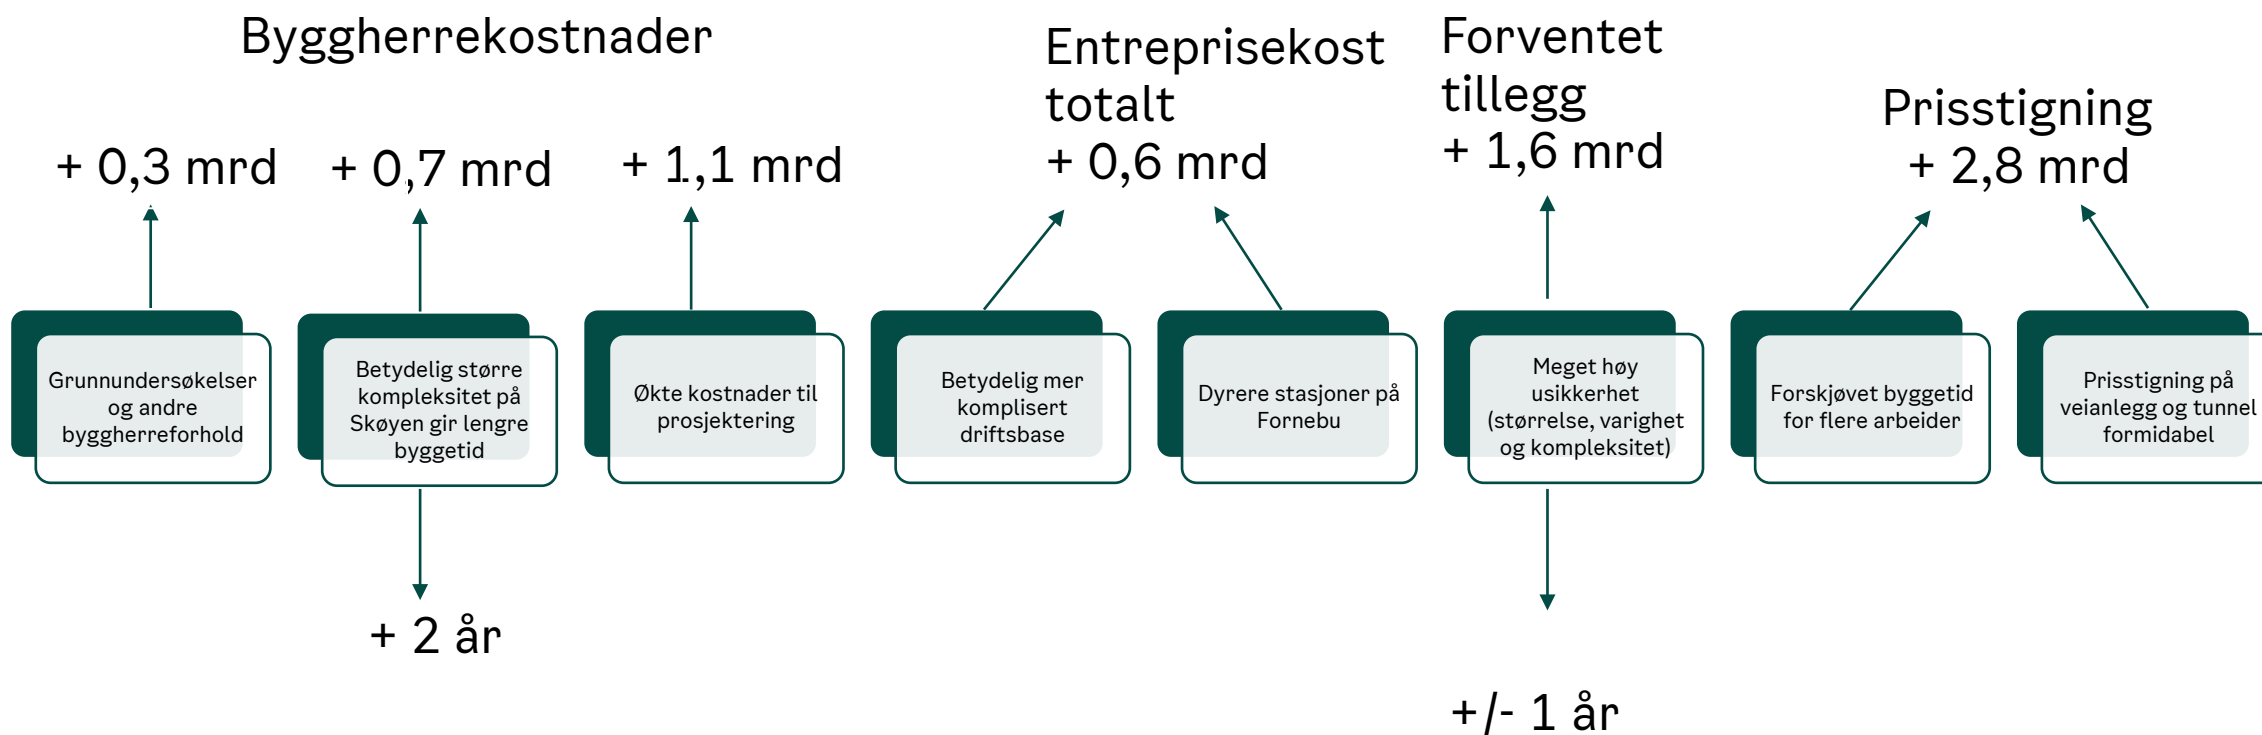 Byggherrekostnader
Entreprisekost
totalt
Forventet
tillegg
Prisstigning
+ 0,3 mrd
+ 0,7 mrd
+ 1,1 mrd
+ 0,6 mrd
+ 1,6 mrd
+ 2,8 mrd
Grunnundersøkelser
og andre
byggherreforhold
Betydelig større
kompleksitet på
Skøyen gir lengre
byggetid
Økte kostnader til
prosjektering
Betydelig mer
komplisert
driftsbase
Dyrere stasjoner på
Fornebu
Meget høy
usikkerhet
(størrelse, varighet
og kompleksitet)
Forskjøvet byggetid
for flere arbeider
Prisstigning på
veianlegg og tunnel
formidabel
+ 2 år
+/- 1 år